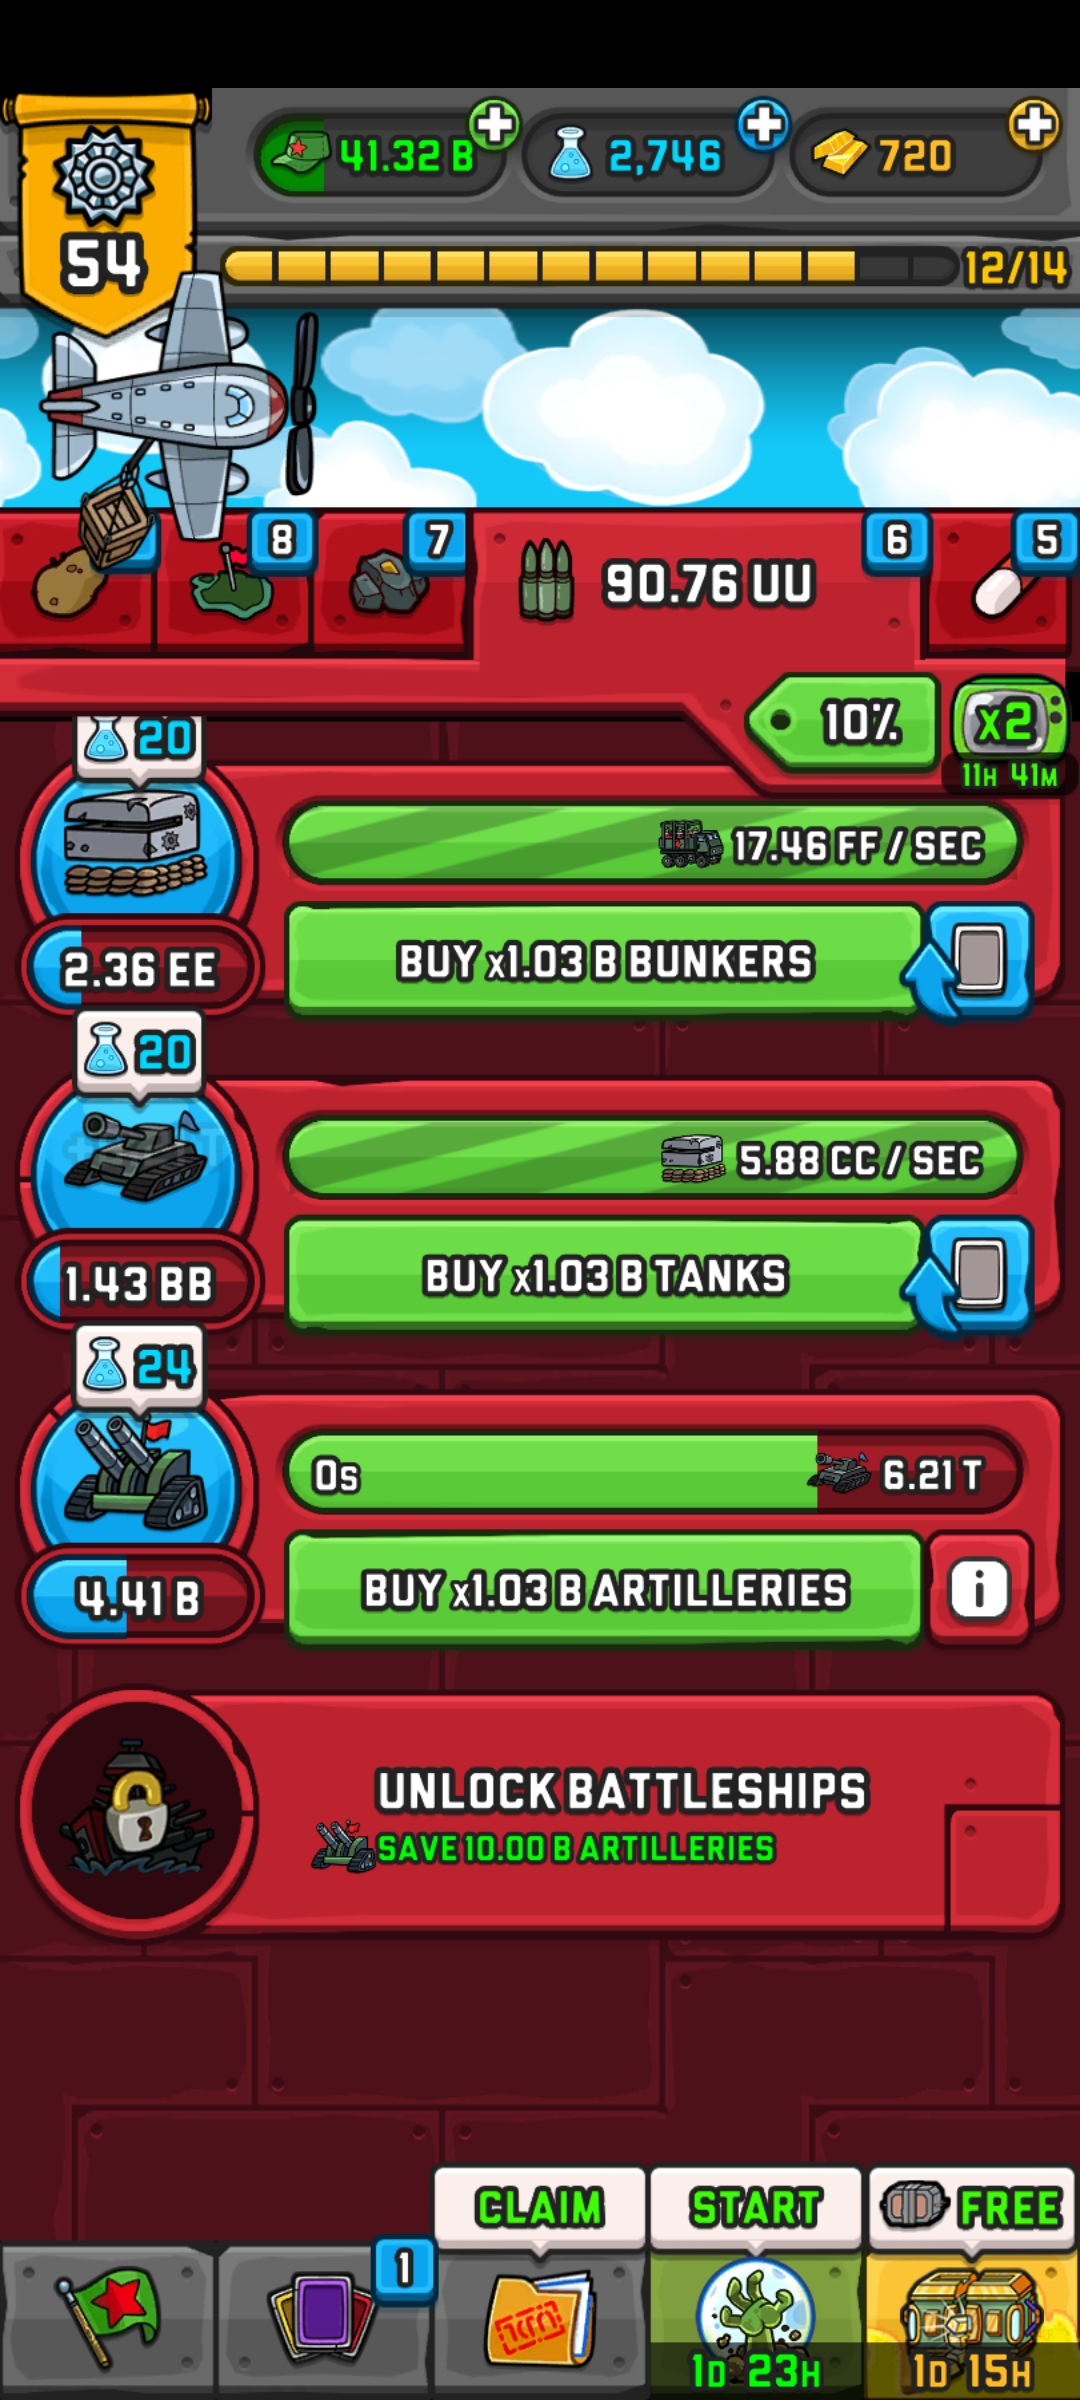 41.32 B
2,746
720
54
12/14
8
7
90.76 UU
6
5
10%
x2
11H 41M
20
17.46 FF / SEC
2.36 EE
BUY x1.03 B BUNKERS
20
5.88 CC / SEC
1.43 BB
BUY x1.03 B TANKS
24
0s
6.21 T
4.41 B
BUY x1.03 B ARTILLERIES
i
UNLOCK BATTLESHIPS
SAVE 10.00 B ARTILLERIES
CLAIM
START
FREE
1
1D 23H
1D 15H